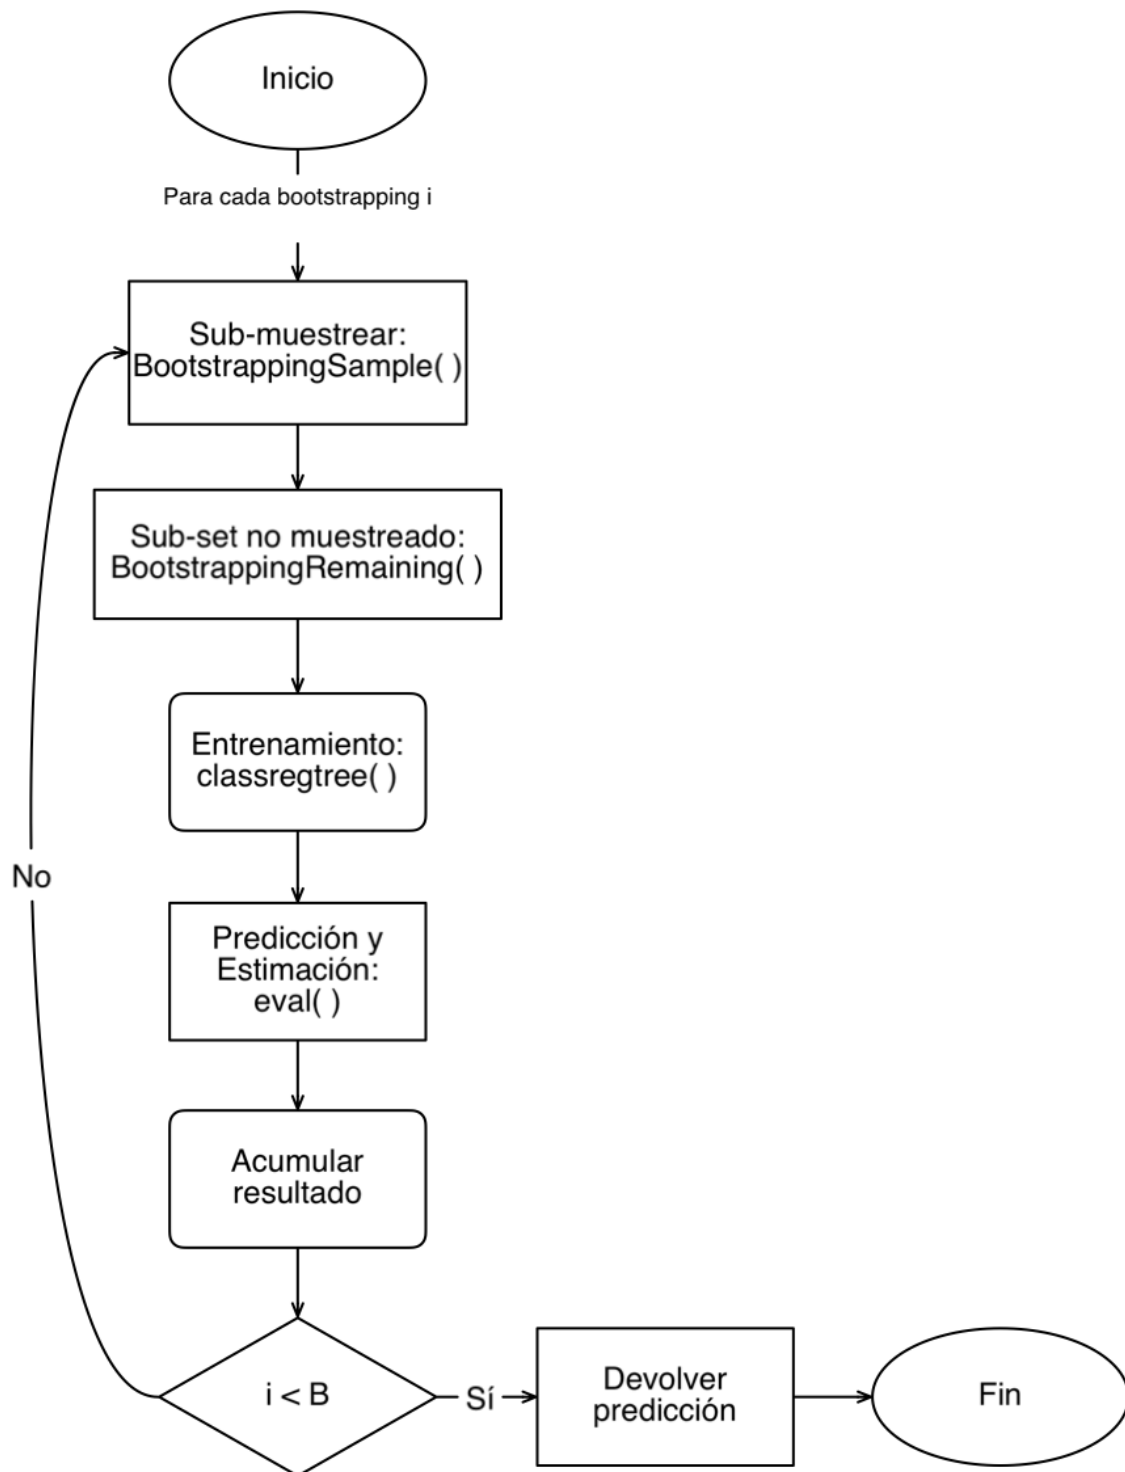 Inicio
Para cada bootstrapping i
Sub-muestrear:
BootstrappingSample( )
Sub-set no muestreado:
BootstrappingRemaining( )
Entrenamiento:
classregtree( )
No
Predicción y
Estimación:
eval( )
Acumular
resultado
i < B
Sí
Devolver
predicción
Fin